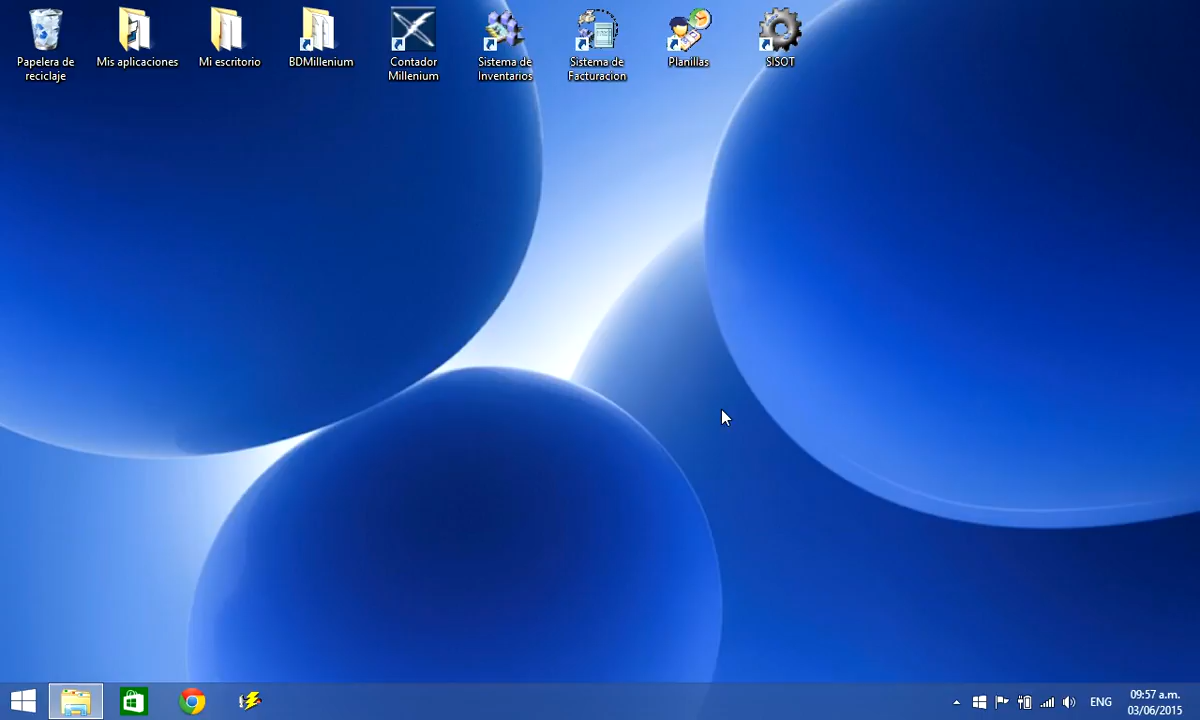 Papelera de
reciclaje
Mis aplicaciones
Mi escritorio
BDMillenium
Contador
Millenium
Sistema de
Inventarios
Sistema de
Facturacion
Planillas
SISOT
ENG
09:57 a.m.
03/06/2015